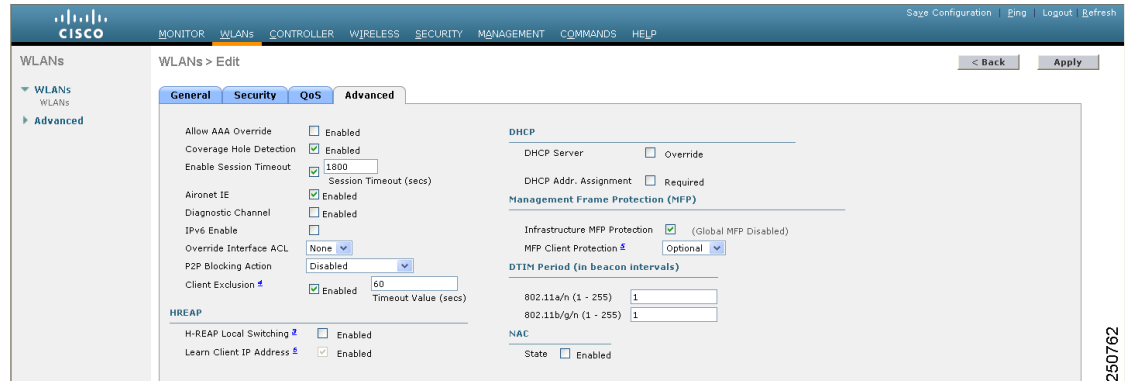 Save Configuration | Ping | Logout | Refresh
CISCO
MONITOR WLANs CONTROLLER WIRELESS SECURITY MANAGEMENT COMMANDS HELP
WLANs
WLANs > Edit
< Back
Apply
WLANs
WLANs
Advanced
General Security QoS Advanced
Allow AAA Override Enabled
Coverage Hole Detection Enabled
Enable Session Timeout 1800
Session Timeout (secs)
Aironet IE Enabled
Diagnostic Channel Enabled
IPv6 Enable
Override Interface ACL None
P2P Blocking Action Disabled
Client Exclusion 4 Enabled 60
Timeout Value (secs)
HREAP
H-REAP Local Switching 2 Enabled
Learn Client IP Address 5 Enabled
DHCP
DHCP Server Override
DHCP Addr. Assignment Required
Management Frame Protection (MFP)
Infrastructure MFP Protection (Global MFP Disabled)
MFP Client Protection Optional
DTIM Period (in beacon intervals)
802.11a/n (1 - 255) 1
802.11b/g/n (1 - 255) 1
NAC
State Enabled
250762